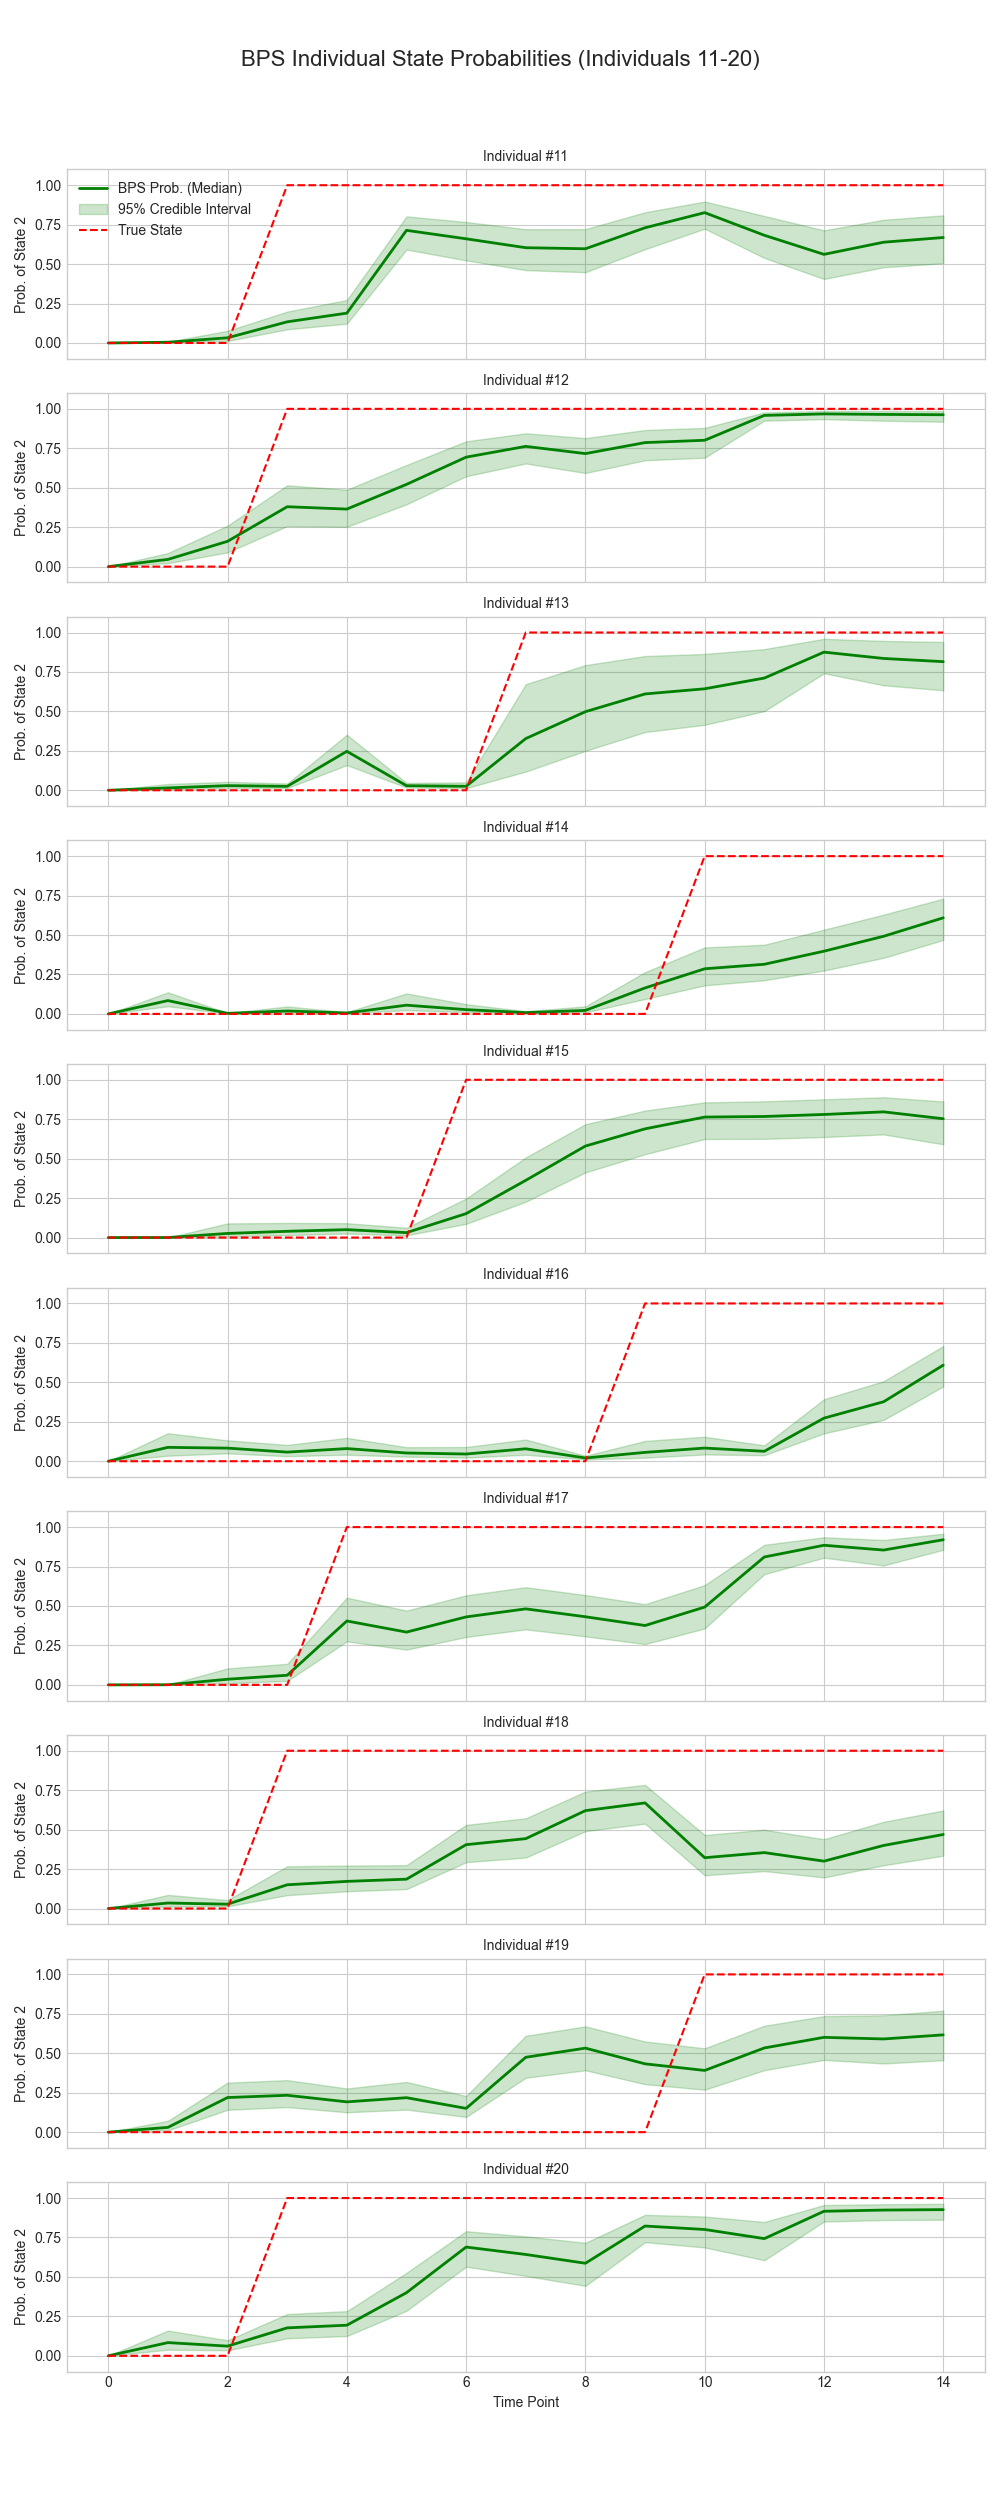 BPS Individual State Probabilities (Individuals 11-20)
Individual #11
Prob. of State 2
1.00
0.75
0.50
0.25
0.00
BPS Prob. (Median)
95% Credible Interval
True State
Individual #12
Prob. of State 2
1.00
0.75
0.50
0.25
0.00
Individual #13
Prob. of State 2
1.00
0.75
0.50
0.25
0.00
Individual #14
Prob. of State 2
1.00
0.75
0.50
0.25
0.00
Individual #15
Prob. of State 2
1.00
0.75
0.50
0.25
0.00
Individual #16
Prob. of State 2
1.00
0.75
0.50
0.25
0.00
Individual #17
Prob. of State 2
1.00
0.75
0.50
0.25
0.00
Individual #18
Prob. of State 2
1.00
0.75
0.50
0.25
0.00
Individual #19
Prob. of State 2
1.00
0.75
0.50
0.25
0.00
Individual #20
Prob. of State 2
1.00
0.75
0.50
0.25
0.00
0 2 4 6 8 10 12 14
Time Point